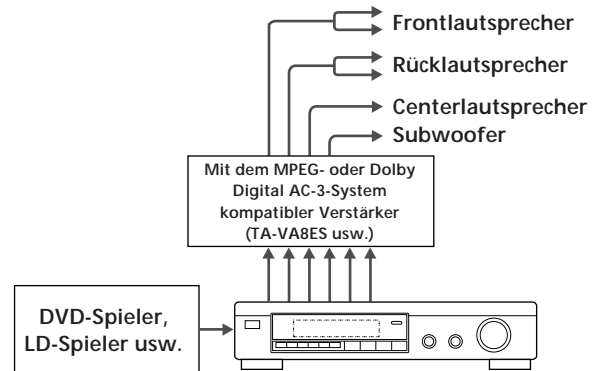 Frontlautsprecher
Rücklautsprecher
Centerlautsprecher
Subwoofer
Mit dem MPEG- oder Dolby
Digital AC-3-System
kompatibler Verstärker
(TA-VA8ES usw.)
DVD-Spieler,
LD-Spieler usw.